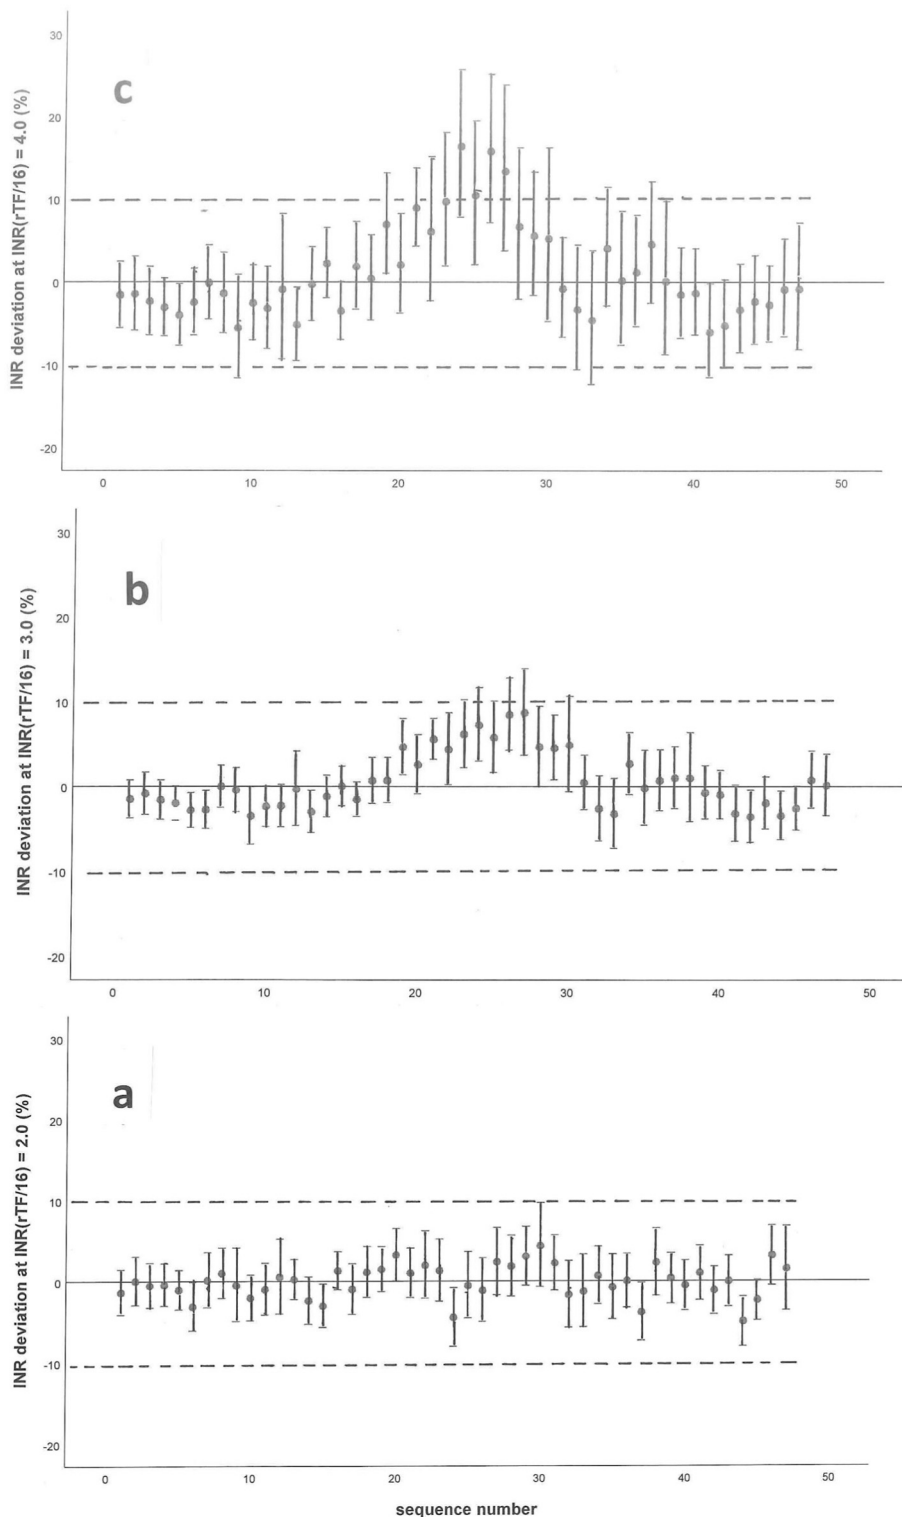 c
INR deviation at INR(rTF/16) = 4.0 (%)
30
20
10
0
-10
-20
0 10 20 30 40 50
b
INR deviation at INR(rTF/16) = 3.0 (%)
30
20
10
0
-10
-20
0 10 20 30 40 50
a
INR deviation at INR(rTF/16) = 2.0 (%)
30
20
10
0
-10
-20
0 10 20 30 40 50
sequence number